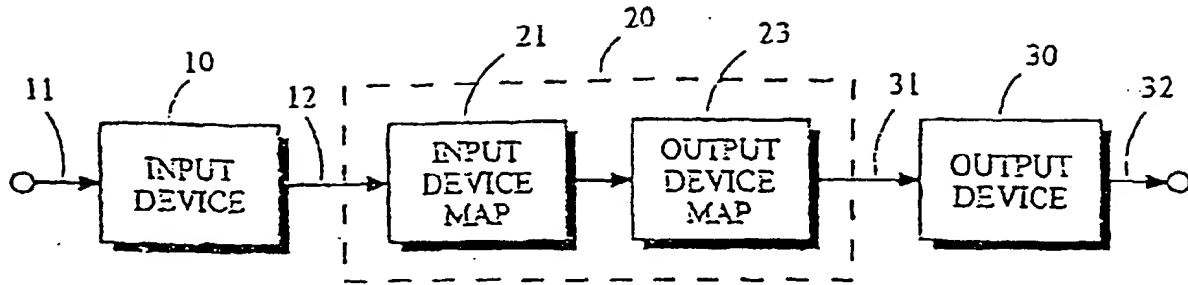 20
21
23
10
30
11
12
31
32
INPUT
DEVICE
INPUT
DEVICE
MAP
OUTPUT
DEVICE
MAP
OUTPUT
DEVICE